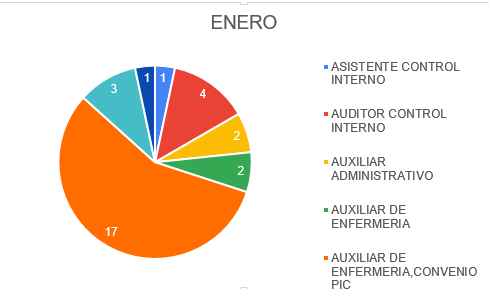 ENERO
1
1
4
3
2
2
17
ASISTENTE CONTROL
INTERNO
AUDITOR CONTROL
INTERNO
AUXILIAR
ADMINISTRATIVO
AUXILIAR DE
ENFERMERIA
AUXILIAR DE
ENFERMERIA,CONVENIO
PIC